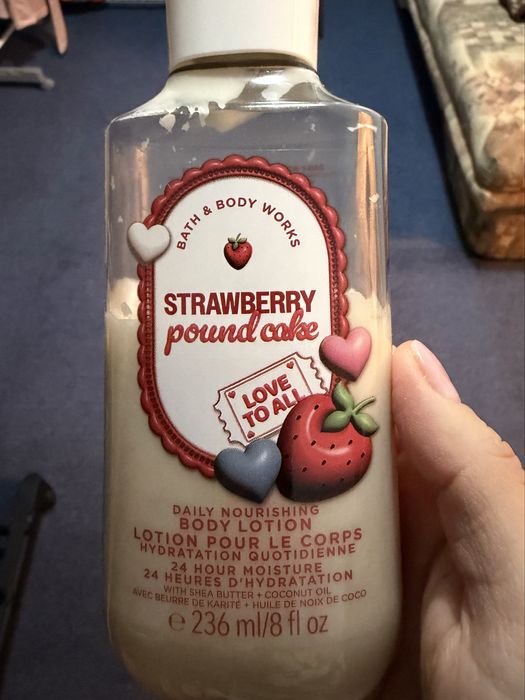 BATH & BODY WORKS
STRAWBERRY
pound cake
LOVE
TO ALL
DAILY NOURISHING
BODY LOTION
LOTION POUR LE CORPS
HYDRATATION QUOTIDIENNE
24 HOUR MOISTURE
24 HEURES D'HYDRATATION
WITH SHEA BUTTER + COCONUT OIL
AVEC BEURRE DE KARITÉ + HUILE DE NOIX DE COCO
℮ 236 ml/8 fl oz